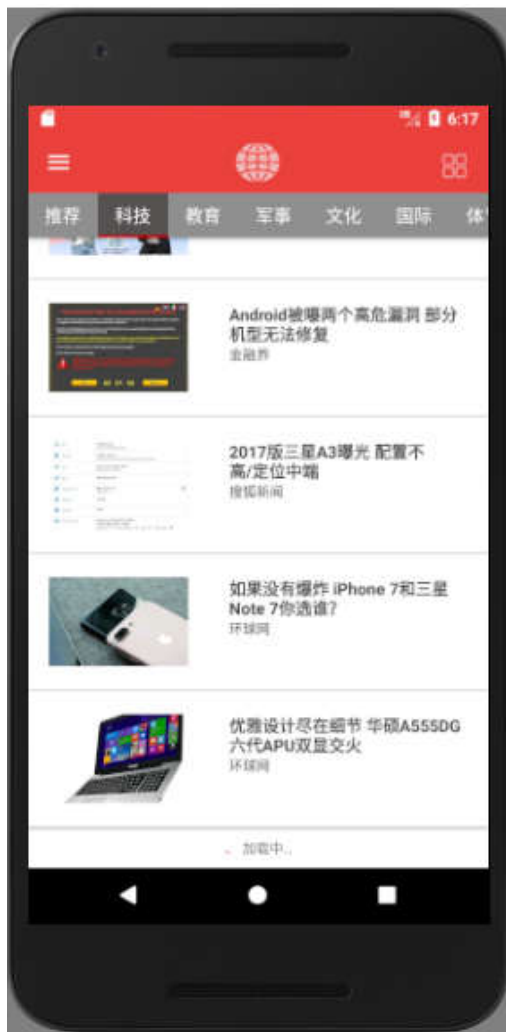 6:17
推荐 科技 教育 军事 文化 国际 体
Android被曝两个高危漏洞 部分
机型无法修复
金融界
2017版三星A3曝光 配置不
高/定位中端
搜狐新闻
如果没有爆炸 iPhone 7和三星
Note 7你选谁?
环球网
优雅设计尽在细节 华硕A555DG
六代APU双显交火
环球网
加载中..